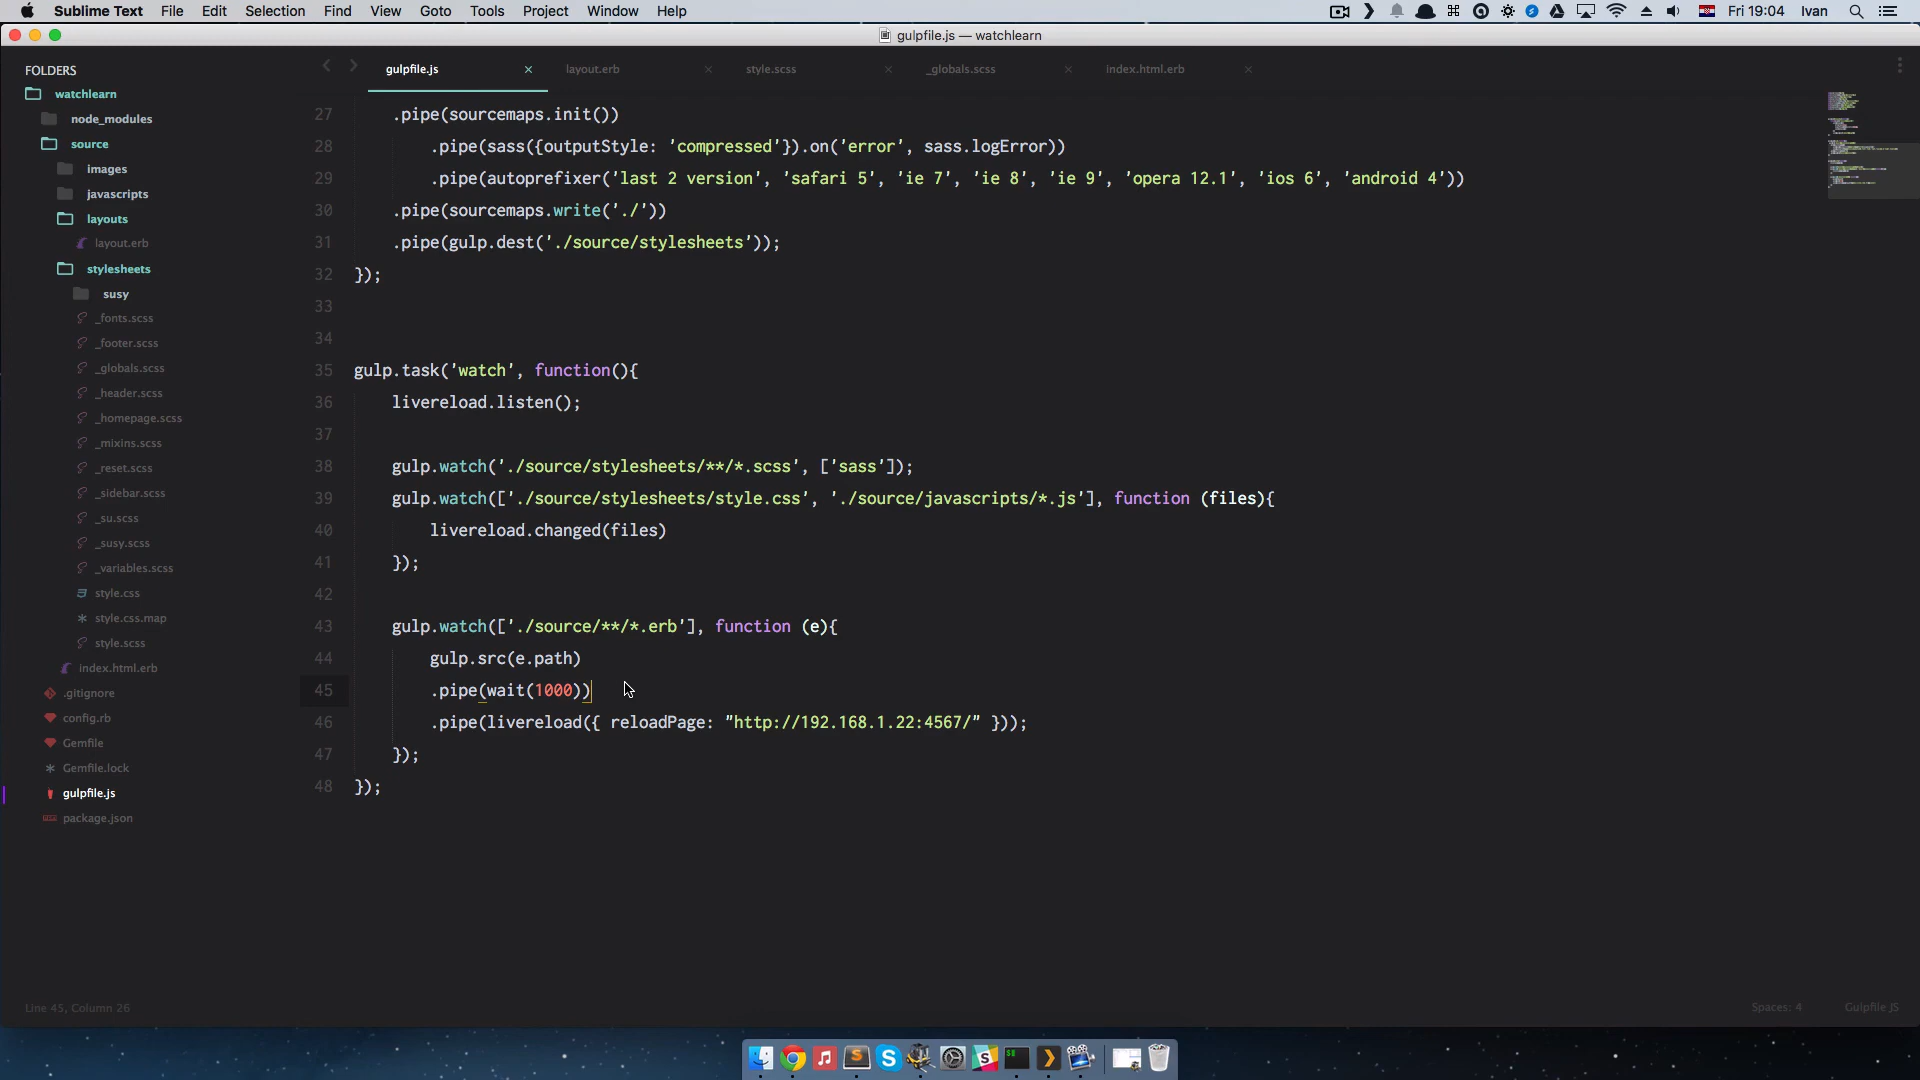 Sublime Text File Edit Selection Find View Goto Tools Project Window Help Fri 19:04 Ivan
gulpfile.js — watchlearn
FOLDERS
watchlearn
node_modules
source
images
javascripts
layouts
layout.erb
stylesheets
susy
_fonts.scss
_footer.scss
_globals.scss
_header.scss
_homepage.scss
_mixins.scss
_reset.scss
_sidebar.scss
_su.scss
_susy.scss
_variables.scss
style.css
style.css.map
style.scss
index.html.erb
.gitignore
config.rb
Gemfile
Gemfile.lock
gulpfile.js
package.json
gulpfile.js layout.erb style.scss _globals.scss index.html.erb
27 .pipe(sourcemaps.init())
28 .pipe(sass({outputStyle: 'compressed'}).on('error', sass.logError))
29 .pipe(autoprefixer('last 2 version', 'safari 5', 'ie 7', 'ie 8', 'ie 9', 'opera 12.1', 'ios 6', 'android 4'))
30 .pipe(sourcemaps.write('./'))
31 .pipe(gulp.dest('./source/stylesheets'));
32 });
33
34
35 gulp.task('watch', function(){
36 livereload.listen();
37
38 gulp.watch('./source/stylesheets/**/*.scss', ['sass']);
39 gulp.watch(['./source/stylesheets/style.css', './source/javascripts/*.js'], function (files){
40 livereload.changed(files)
41 });
42
43 gulp.watch(['./source/**/*.erb'], function (e){
44 gulp.src(e.path)
45 .pipe(wait(1000))
46 .pipe(livereload({ reloadPage: "http://192.168.1.22:4567/" }));
47 });
48 });
Line 45, Column 26 Spaces: 4 Gulpfile JS